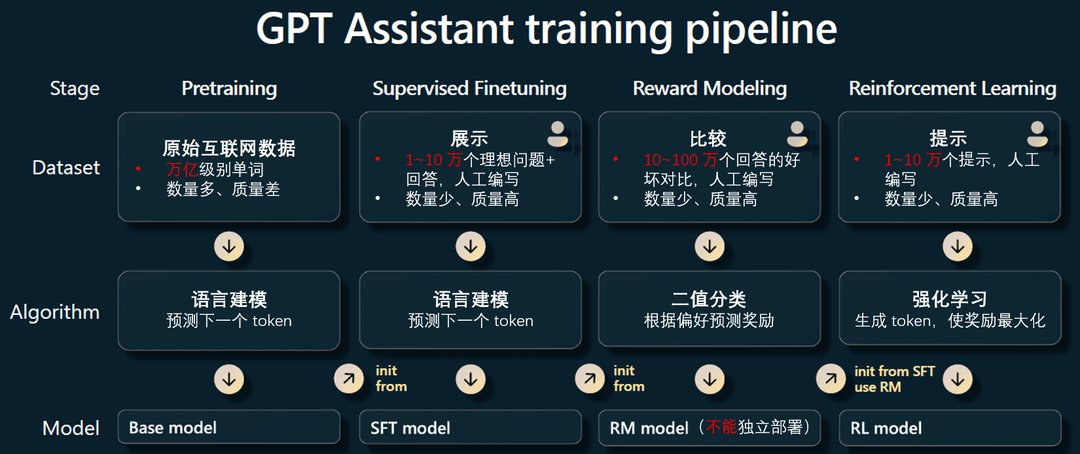 GPT Assistant training pipeline
Stage
Pretraining
Supervised Finetuning
Reward Modeling
Reinforcement Learning
Dataset
原始互联网数据
• 万亿级别单词
• 数量多、质量差
展示
• 1~10 万个理想问题+
回答，人工编写
• 数量少、质量高
比较
• 10~100 万个回答的好
坏对比，人工编写
• 数量少、质量高
提示
• 1~10 万个提示，人工
编写
• 数量少、质量高
Algorithm
语言建模
预测下一个 token
语言建模
预测下一个 token
二值分类
根据偏好预测奖励
强化学习
生成 token，使奖励最大化
init
from
init
from
init from SFT
use RM
Model
Base model
SFT model
RM model（不能独立部署）
RL model